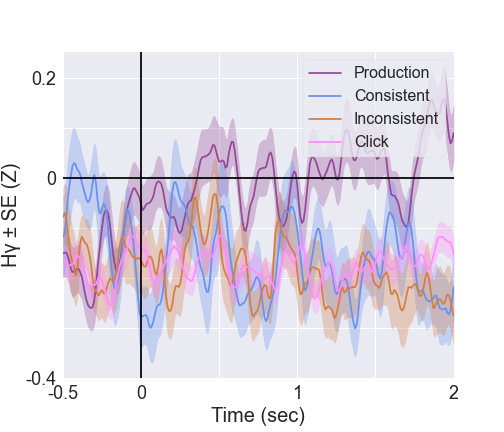 Production
Consistent
Inconsistent
Click
0.2
0
-0.4
Hγ ± SE (Z)
-0.5
0
1
2
Time (sec)